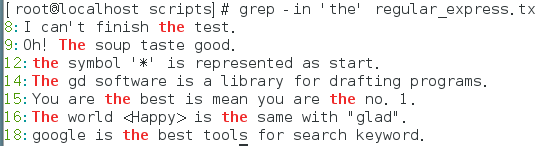 [root@localhost scripts]# grep -in 'the' regular_express.tx
8:I can't finish the test.
9:Oh! The soup taste good.
12:the symbol '*' is represented as start.
14:The gd software is a library for drafting programs.
15:You are the best is mean you are the no. 1.
16:The world <Happy> is the same with "glad".
18:google is the best tools for search keyword.